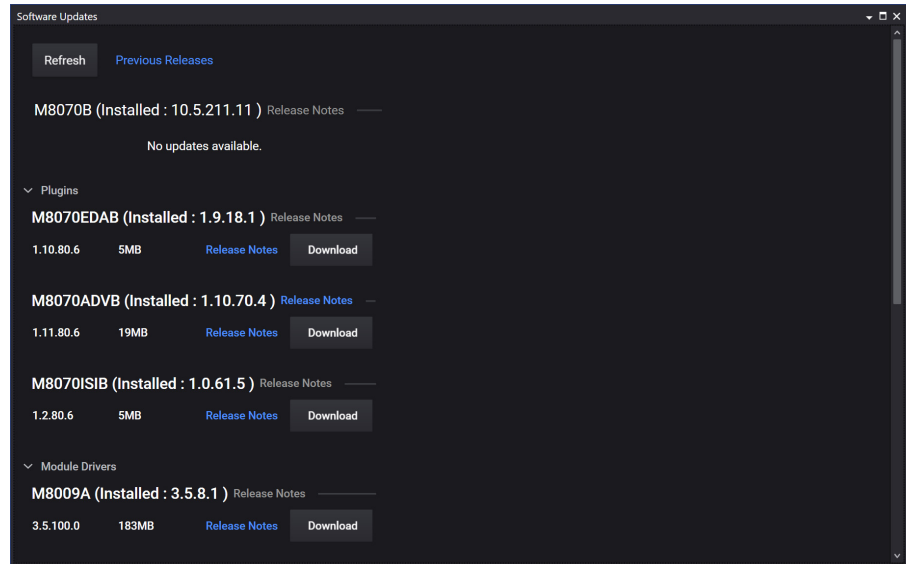 Software Updates
Refresh Previous Releases
M8070B (Installed : 10.5.211.11 ) Release Notes
No updates available.
Plugins
M8070EDAB (Installed : 1.9.18.1 ) Release Notes
1.10.80.6 5MB Release Notes Download
M8070ADVB (Installed : 1.10.70.4 ) Release Notes
1.11.80.6 19MB Release Notes Download
M8070ISIB (Installed : 1.0.61.5 ) Release Notes
1.2.80.6 5MB Release Notes Download
Module Drivers
M8009A (Installed : 3.5.8.1 ) Release Notes
3.5.100.0 183MB Release Notes Download